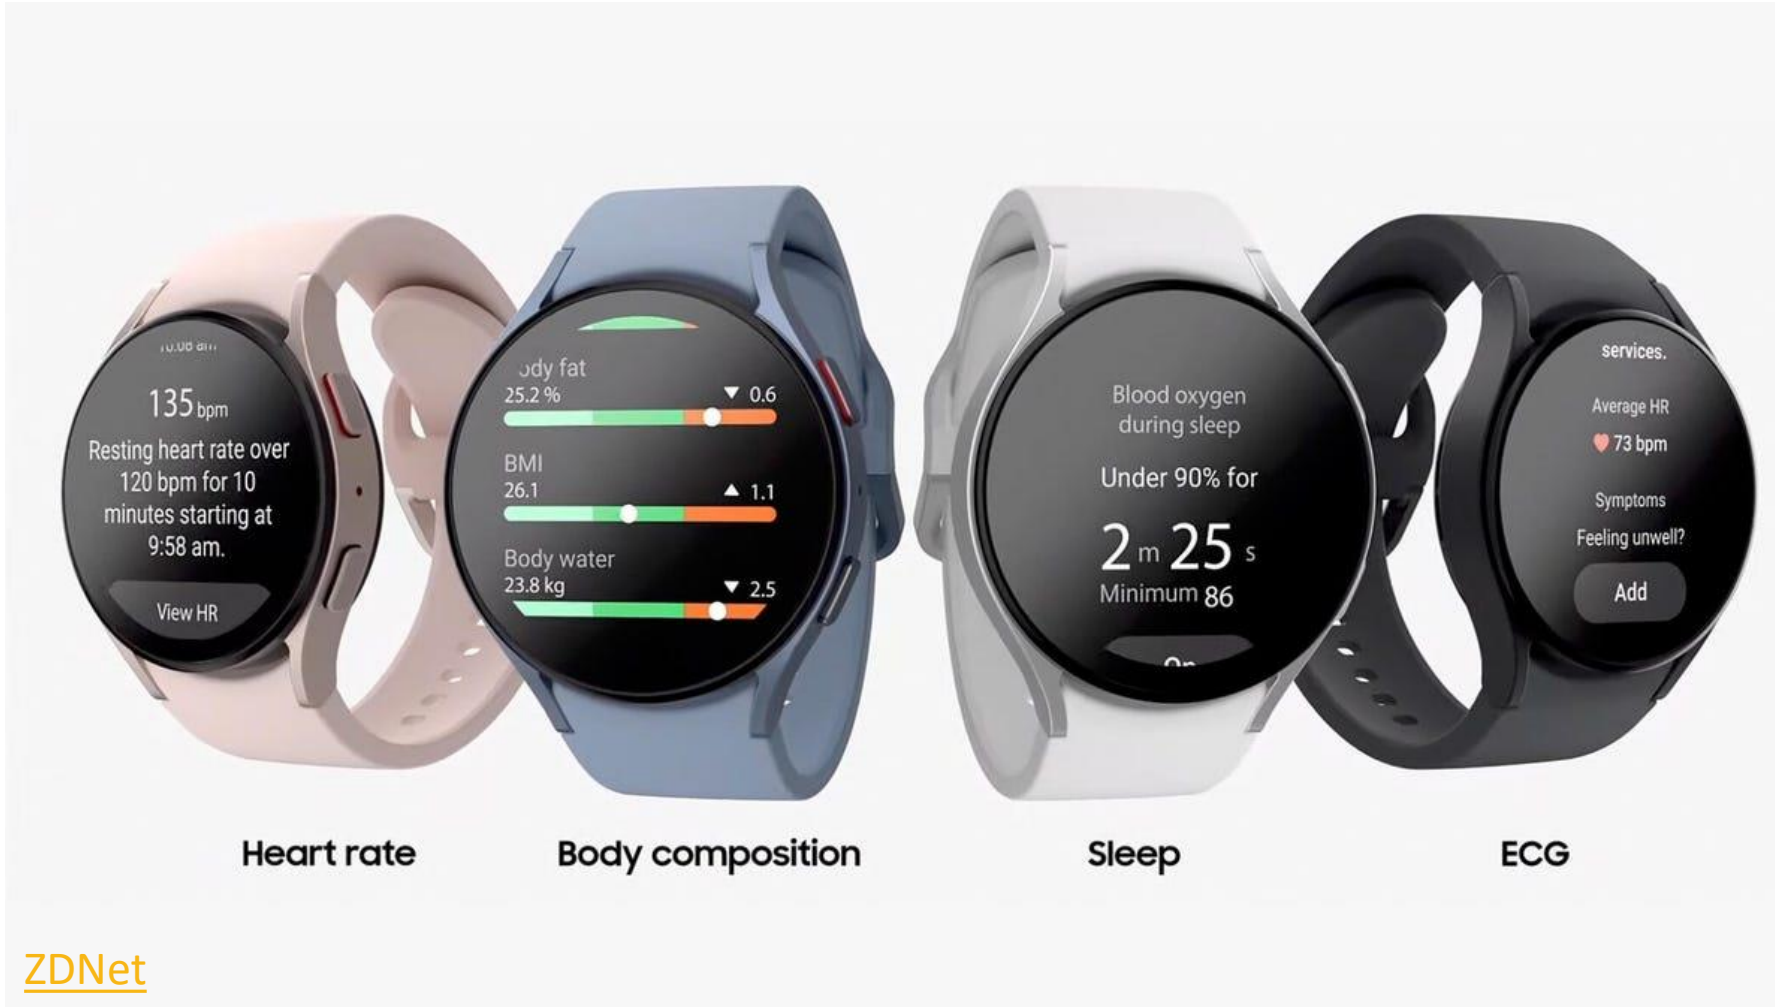 135 bpm
Resting heart rate over
120 bpm for 10
minutes starting at
9:58 am.
View HR
fat
25.2 % ▼ 0.6
BMI
26.1 ▲ 1.1
Body water
23.8 kg ▼ 2.5
Blood oxygen
during sleep
Under 90% for
2 m 25 s
Minimum 86
services.
Average HR
73 bpm
Symptoms
Feeling unwell?
Add
Heart rate
Body composition
Sleep
ECG
ZDNet